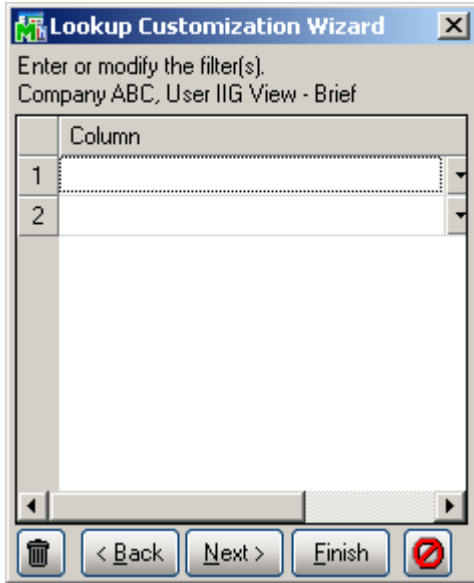 Lookup Customization Wizard
Enter or modify the filter(s).
Company ABC, User IIG View - Brief
Column
1
2
< Back Next > Finish